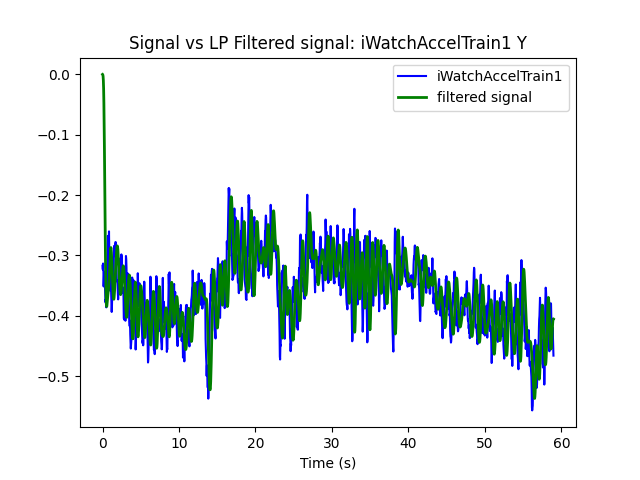 Signal vs LP Filtered signal: iWatchAccelTrain1 Y
iWatchAccelTrain1
filtered signal
0.0
−0.1
−0.2
−0.3
−0.4
−0.5
0 10 20 30 40 50 60
Time (s)